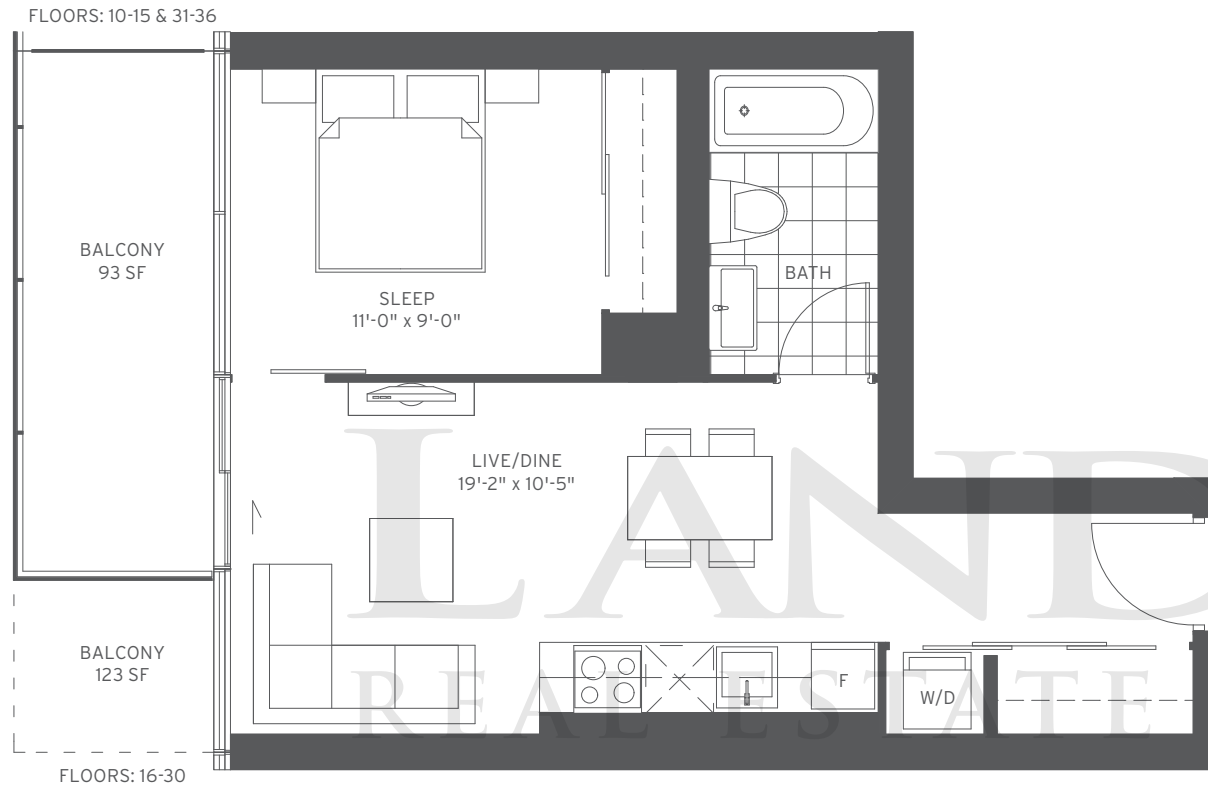 FLOORS: 10-15 & 31-36
BALCONY
93 SF
BATH
SLEEP
11'-0" x 9'-0"
LIVE/DINE
19'-2" x 10'-5"
LAND
BALCONY
123 SF
REAL ESTATE
F
W/D
FLOORS: 16-30